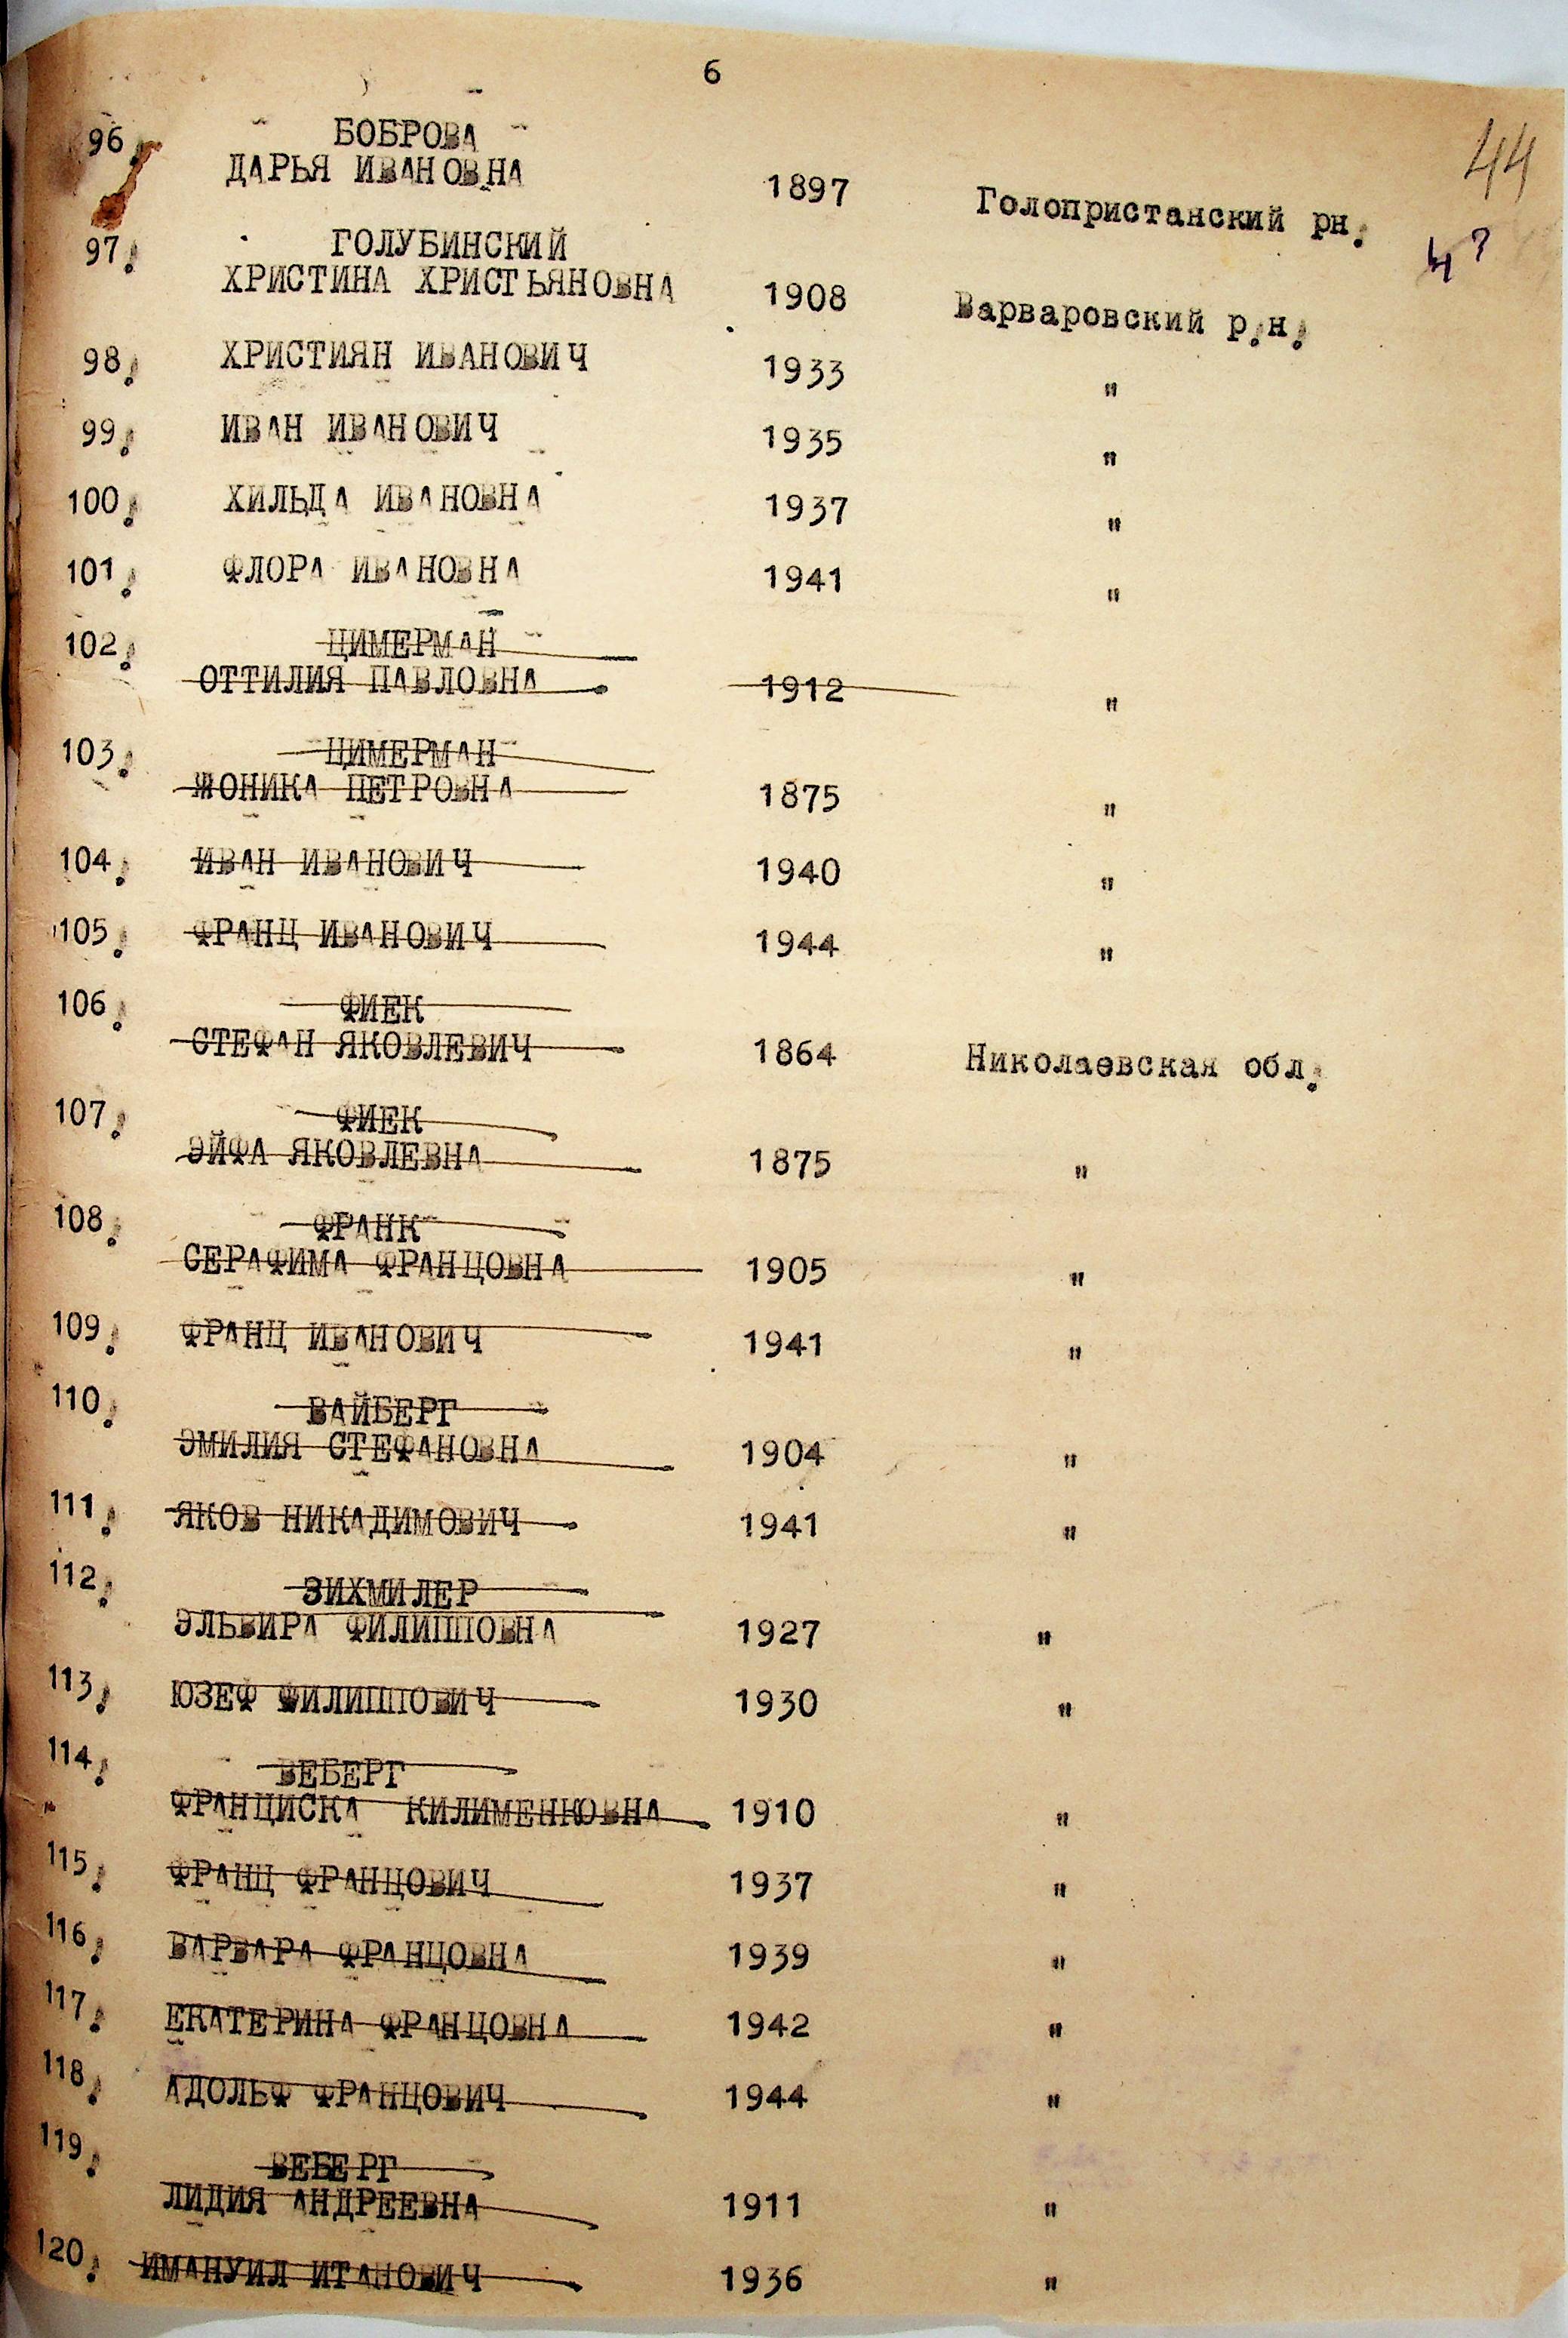 6
44
96. БОБРОВА
ДАРЬЯ ИВАНОВНА 1897 Голопристанский рн.
4?
97. ГОЛУБИНСКИЙ
ХРИСТИНА ХРИСТЬЯНОВНА 1908 Варваровский р.н.
98. ХРИСТИЯН ИВАНОВИЧ 1933 "
99. ИВАН ИВАНОВИЧ 1935 "
100. ХИЛЬДА ИВАНОВНА 1937 "
101. ФЛОРА ИВАНОВНА 1941 "
102. ЦИМЕРМАН
ОТТИЛИЯ ПАВЛОВНА 1912 "
103. ЦИМЕРМАН
МОНИКА ПЕТРОВНА 1875 "
104. ИВАН ИВАНОВИЧ 1940 "
105. ФРАНЦ ИВАНОВИЧ 1944 "
106. ФИЕК
СТЕФАН ЯКОВЛЕВИЧ 1864 Николаевская обл.
107. ФИЕК
ЭЙФА ЯКОВЛЕВНА 1875 "
108. ФРАНК
СЕРАФИМА ФРАНЦОВНА 1905 "
109. ФРАНЦ ИВАНОВИЧ 1941 "
110. ВАЙБЕРГ
ЭМИЛИЯ СТЕФАНОВНА 1904 "
111. ЯКОВ НИКАДИМОВИЧ 1941 "
112. ЗИХМИЛЕР
ЭЛЬВИРА ФИЛИППОВНА 1927 "
113. ЮЗЕФ ФИЛИППОВИЧ 1930 "
114. ВЕБЕРГ
ФРАНЦИСКА КИЛИМЕНКОВНА 1910 "
115. ФРАНЦ ФРАНЦОВИЧ 1937 "
116. ВАРВАРА ФРАНЦОВНА 1939 "
117. ЕКАТЕРИНА ФРАНЦОВНА 1942 "
118. АДОЛЬФ ФРАНЦОВИЧ 1944 "
119. ВЕБЕРГ
ЛИДИЯ АНДРЕЕВНА 1911 "
120. ИМАНУИЛ ИТАНОВИЧ 1936 "